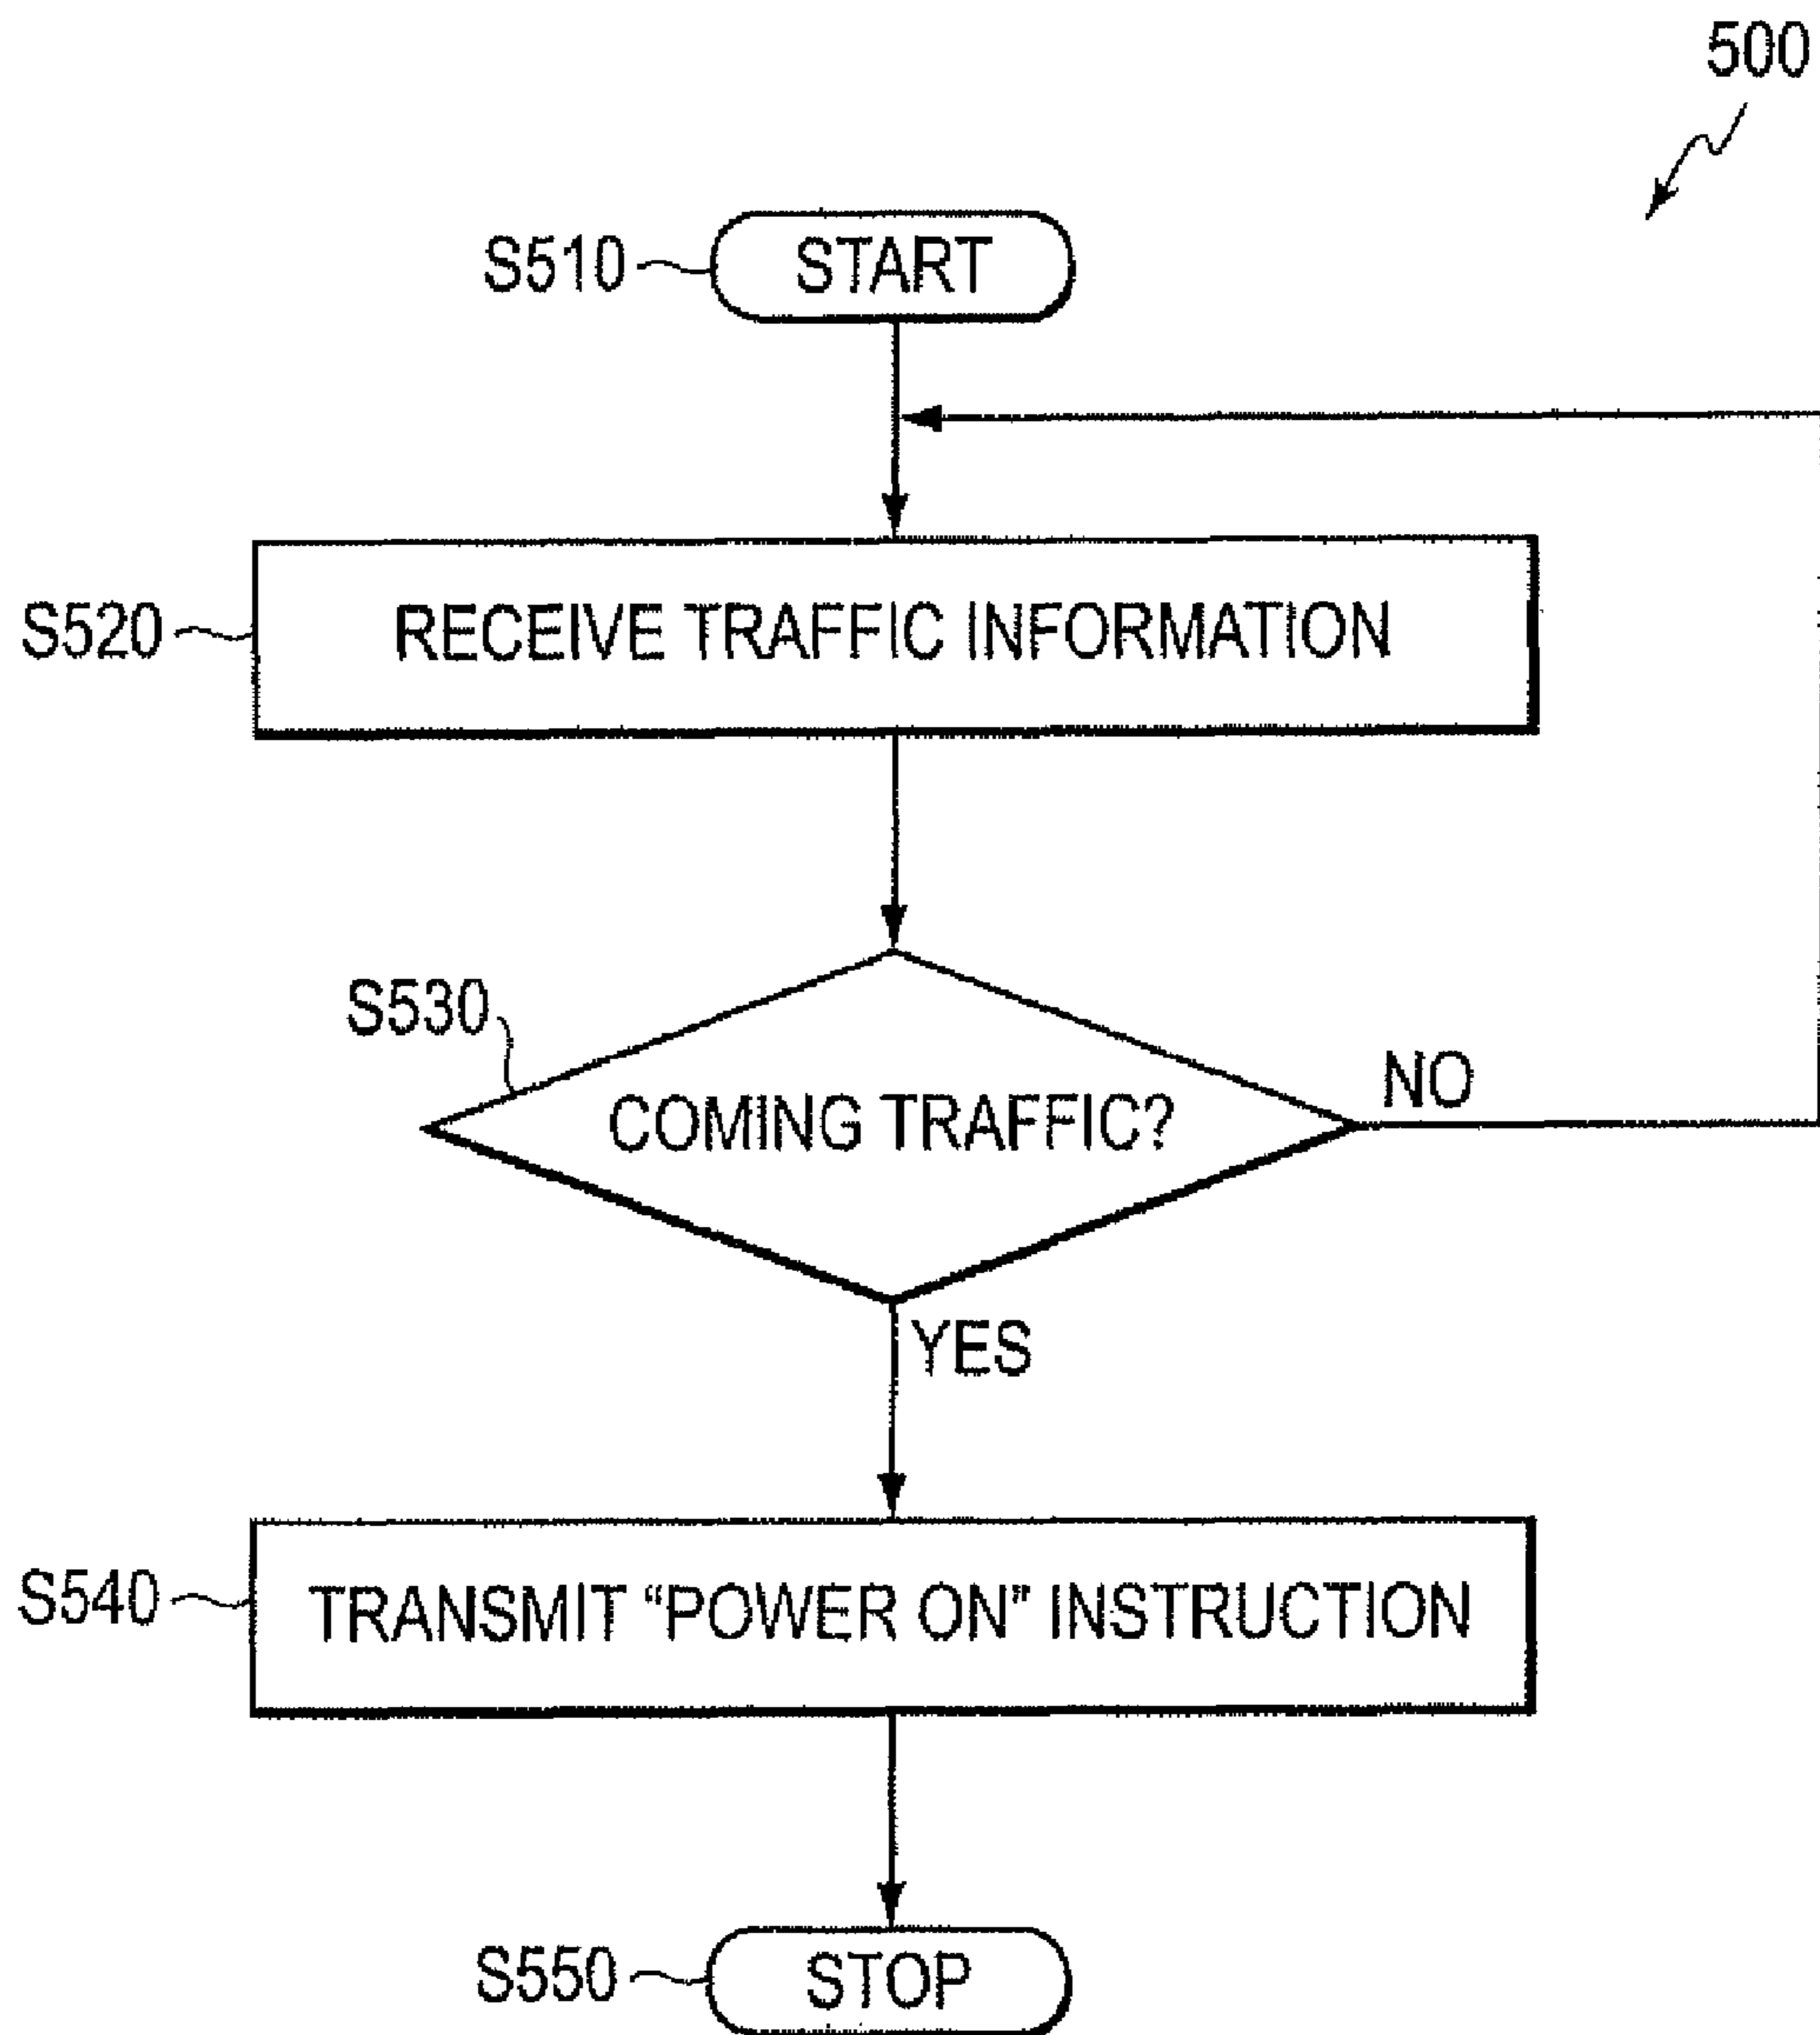 500
S510 START
S520 RECEIVE TRAFFIC INFORMATION
S530
COMING TRAFFIC?
NO
YES
S540 TRANSMIT “POWER ON” INSTRUCTION
S550 STOP